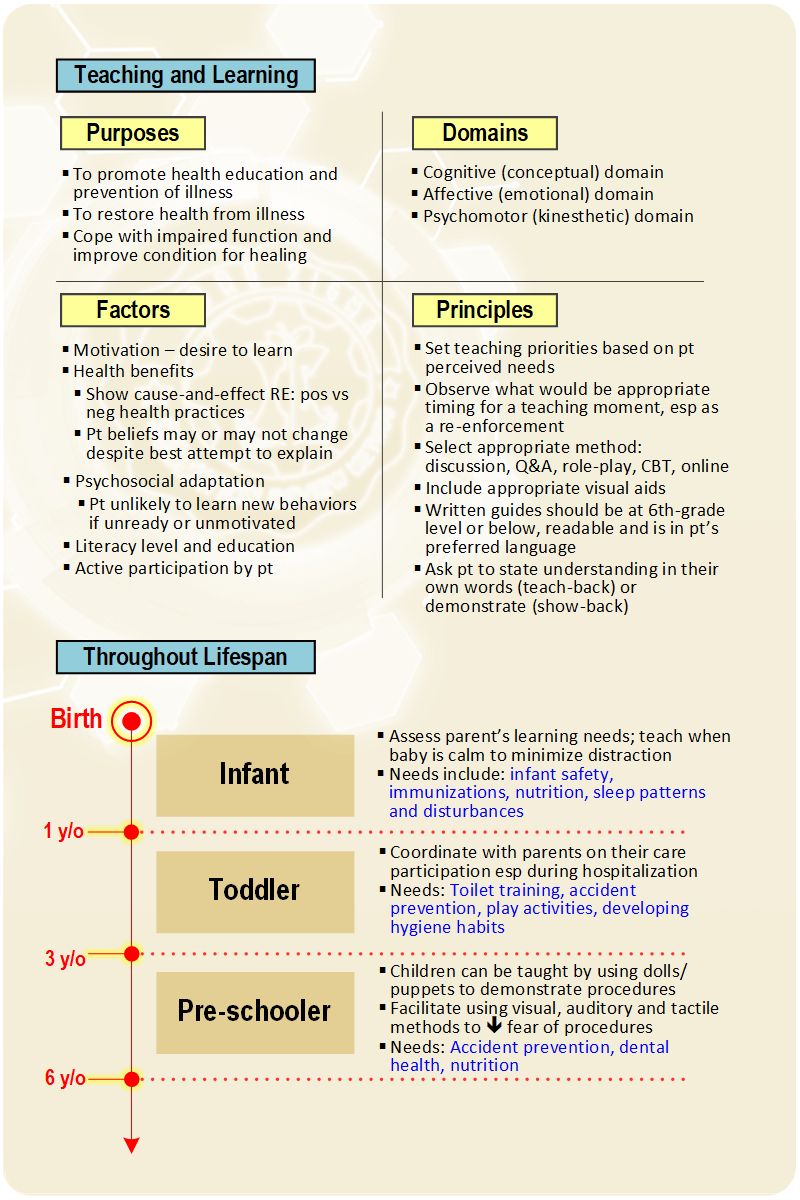 Teaching and Learning
Purposes
▪ To promote health education and
prevention of illness
▪ To restore health from illness
▪ Cope with impaired function and
improve condition for healing
Domains
▪ Cognitive (conceptual) domain
▪ Affective (emotional) domain
▪ Psychomotor (kinesthetic) domain
Factors
▪ Motivation – desire to learn
▪ Health benefits
▪ Show cause-and-effect RE: pos vs
neg health practices
▪ Pt beliefs may or may not change
despite best attempt to explain
▪ Psychosocial adaptation
▪ Pt unlikely to learn new behaviors
if unready or unmotivated
▪ Literacy level and education
▪ Active participation by pt
Principles
▪ Set teaching priorities based on pt
perceived needs
▪ Observe what would be appropriate
timing for a teaching moment, esp as
a re-enforcement
▪ Select appropriate method:
discussion, Q&A, role-play, CBT, online
▪ Include appropriate visual aids
▪ Written guides should be at 6th-grade
level or below, readable and is in pt’s
preferred language
▪ Ask pt to state understanding in their
own words (teach-back) or
demonstrate (show-back)
Throughout Lifespan
Birth
Infant
▪ Assess parent’s learning needs; teach when
baby is calm to minimize distraction
▪ Needs include: infant safety,
immunizations, nutrition, sleep patterns
and disturbances
1 y/o
Toddler
▪ Coordinate with parents on their care
participation esp during hospitalization
▪ Needs: Toilet training, accident
prevention, play activities, developing
hygiene habits
3 y/o
Pre-schooler
▪ Children can be taught by using dolls/
puppets to demonstrate procedures
▪ Facilitate using visual, auditory and tactile
methods to 🡻 fear of procedures
▪ Needs: Accident prevention, dental
health, nutrition
6 y/o